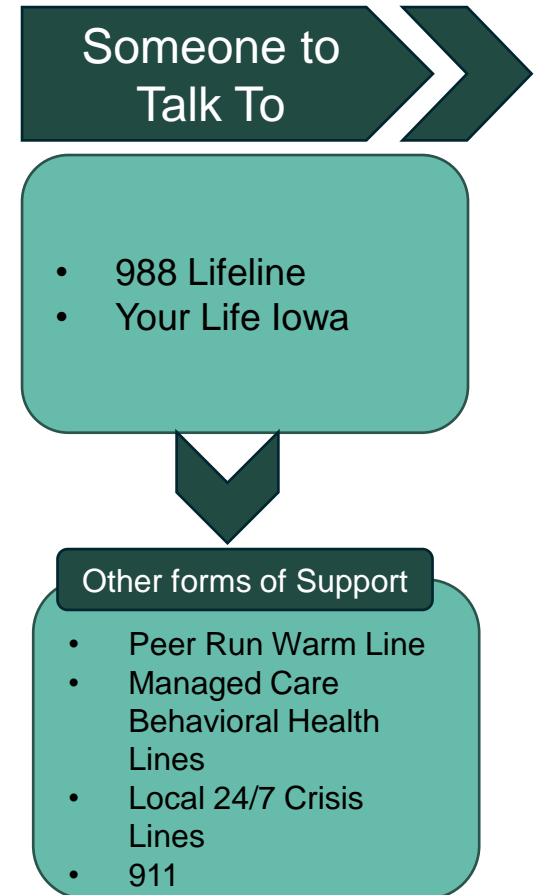 Someone to
Talk To
• 988 Lifeline
• Your Life Iowa
Other forms of Support
• Peer Run Warm Line
• Managed Care
Behavioral Health
Lines
• Local 24/7 Crisis
Lines
• 911